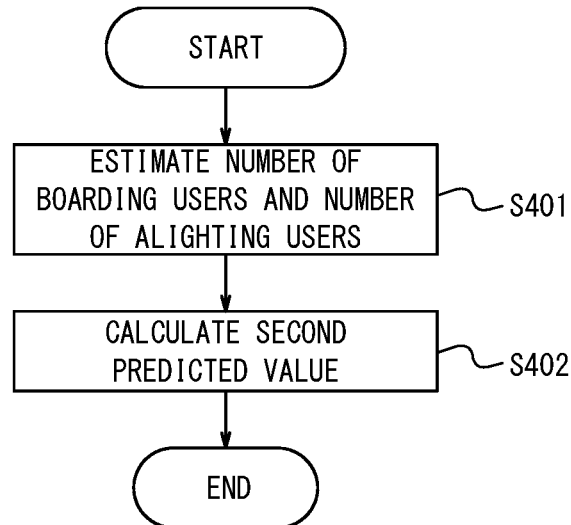 START
ESTIMATE NUMBER OF
BOARDING USERS AND NUMBER
OF ALIGHTING USERS
S401
CALCULATE SECOND
PREDICTED VALUE
S402
END